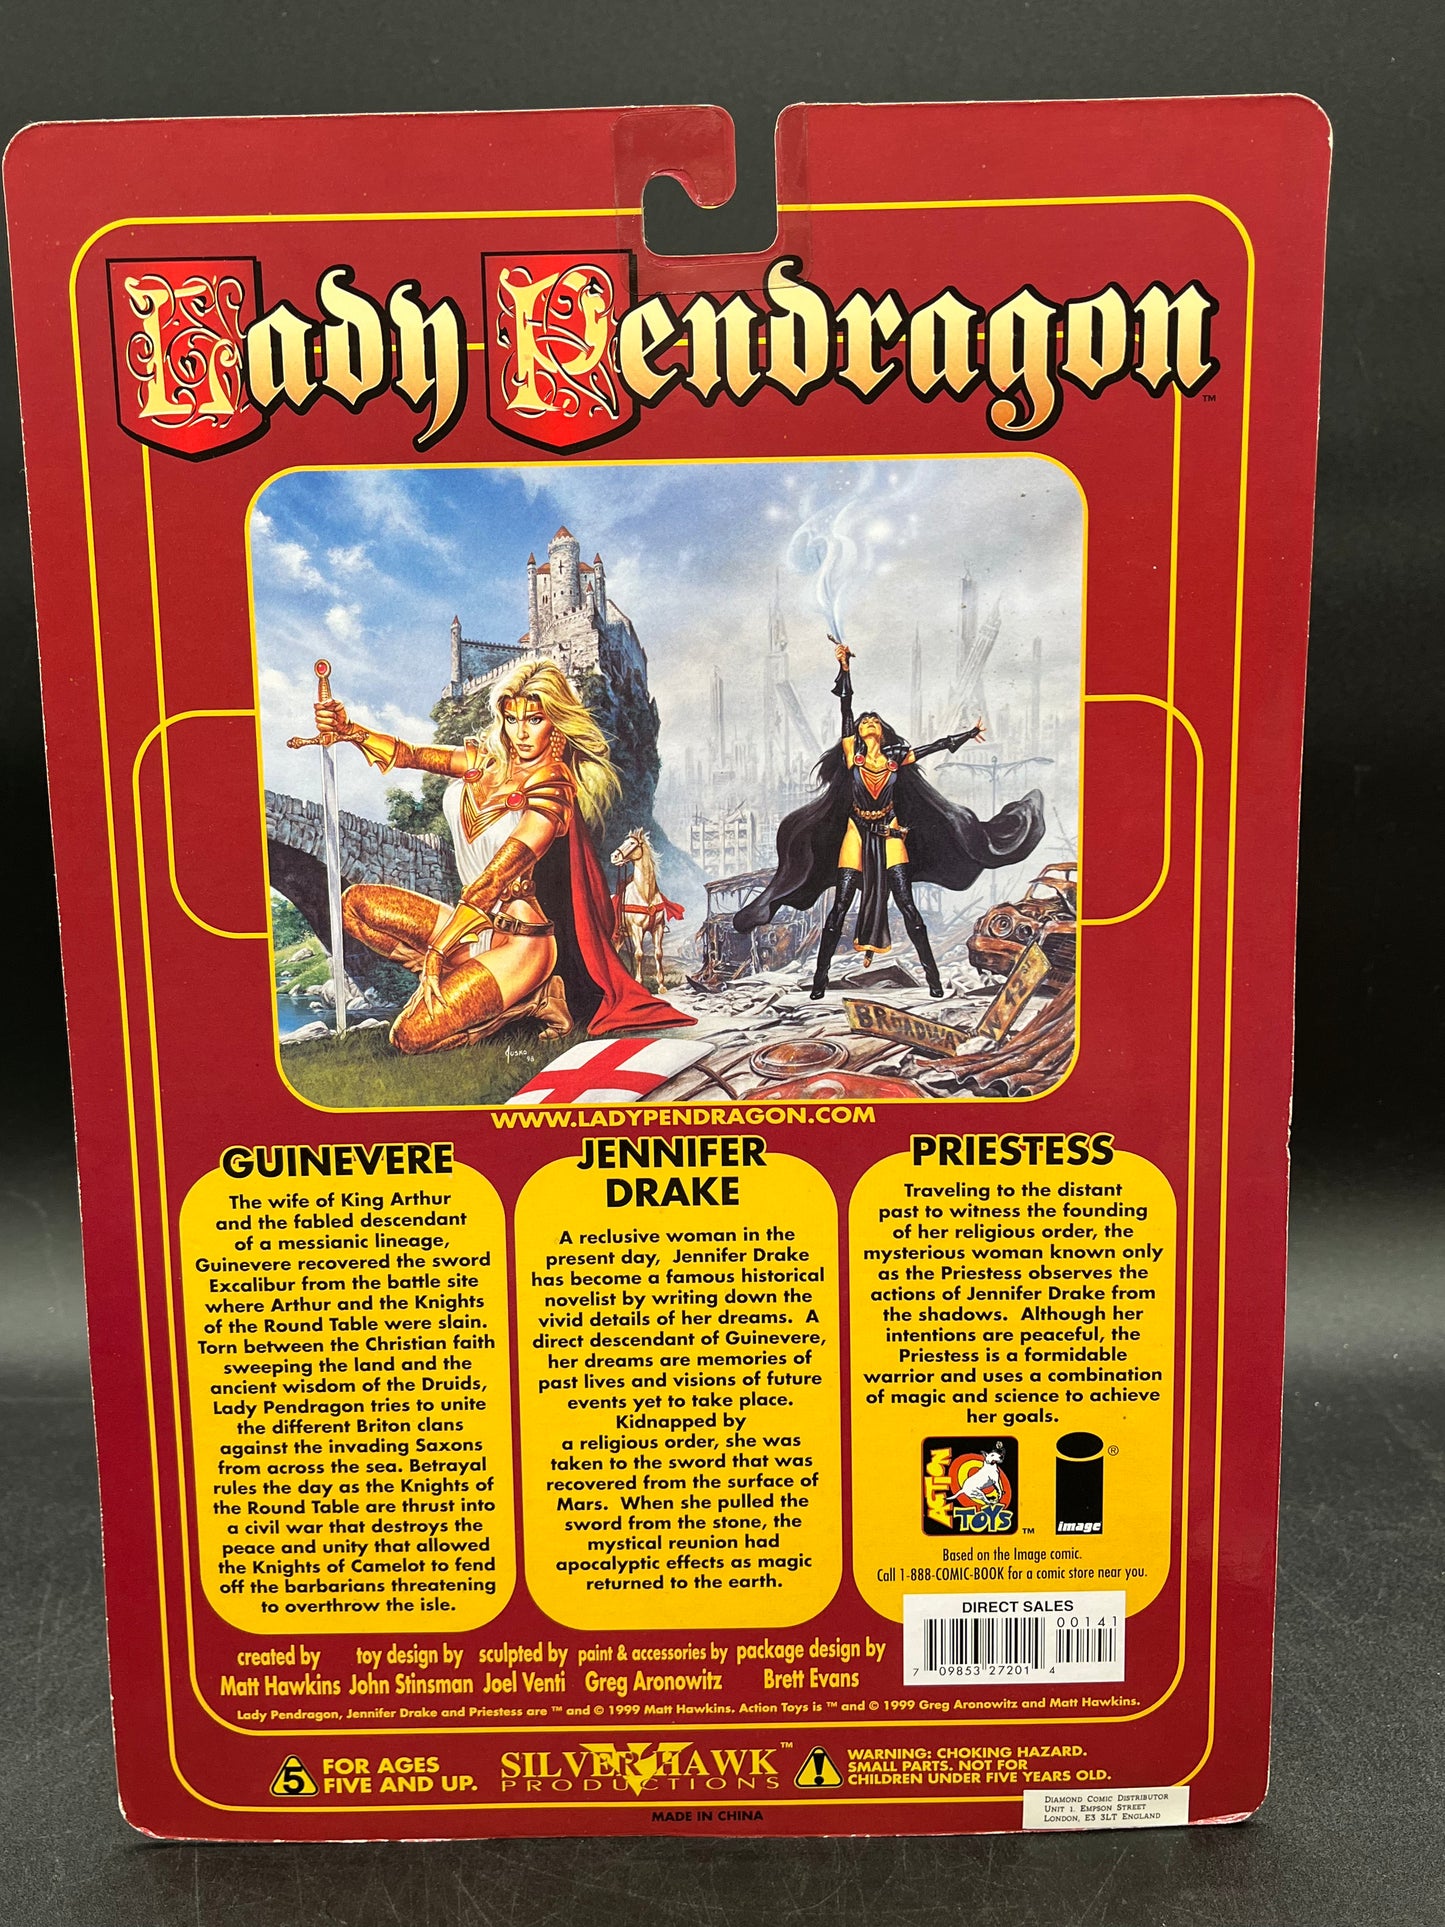 Lady Pendragon™
BROADWAY
W 42
Jusko
98
WWW.LADYPENDRAGON.COM
GUINEVERE
The wife of King Arthur
and the fabled descendant
of a messianic lineage,
Guinevere recovered the sword
Excalibur from the battle site
where Arthur and the Knights
of the Round Table were slain.
Torn between the Christian faith
sweeping the land and the
ancient wisdom of the Druids,
Lady Pendragon tries to unite
the different Briton clans
against the invading Saxons
from across the sea. Betrayal
rules the day as the Knights of
the Round Table are thrust into
a civil war that destroys the
peace and unity that allowed
the Knights of Camelot to fend
off the barbarians threatening
to overthrow the isle.
JENNIFER
DRAKE
A reclusive woman in the
present day, Jennifer Drake
has become a famous historical
novelist by writing down the
vivid details of her dreams. A
direct descendant of Guinevere,
her dreams are memories of
past lives and visions of future
events yet to take place.
Kidnapped by
a religious order, she was
taken to the sword that was
recovered from the surface of
Mars. When she pulled the
sword from the stone, the
mystical reunion had
apocalyptic effects as magic
returned to the earth.
PRIESTESS
Traveling to the distant
past to witness the founding
of her religious order, the
mysterious woman known only
as the Priestess observes the
actions of Jennifer Drake from
the shadows. Although her
intentions are peaceful, the
Priestess is a formidable
warrior and uses a combination
of magic and science to achieve
her goals.
ACTION
TOYS™
image®
Based on the Image comic.
Call 1-888-COMIC-BOOK for a comic store near you.
DIRECT SALES
00141
7 09853 27201 4
created by
Matt Hawkins
toy design by
John Stinsman
sculpted by
Joel Venti
paint & accessories by
Greg Aronowitz
package design by
Brett Evans
Lady Pendragon, Jennifer Drake and Priestess are ™ and © 1999 Matt Hawkins. Action Toys is ™ and © 1999 Greg Aronowitz and Matt Hawkins.
5
FOR AGES
FIVE AND UP.
SILVERHAWK™
PRODUCTIONS
!
WARNING: CHOKING HAZARD.
SMALL PARTS. NOT FOR
CHILDREN UNDER FIVE YEARS OLD.
MADE IN CHINA
DIAMOND COMIC DISTRIBUTOR
UNIT 1, EMPSON STREET
LONDON, E3 3LT ENGLAND